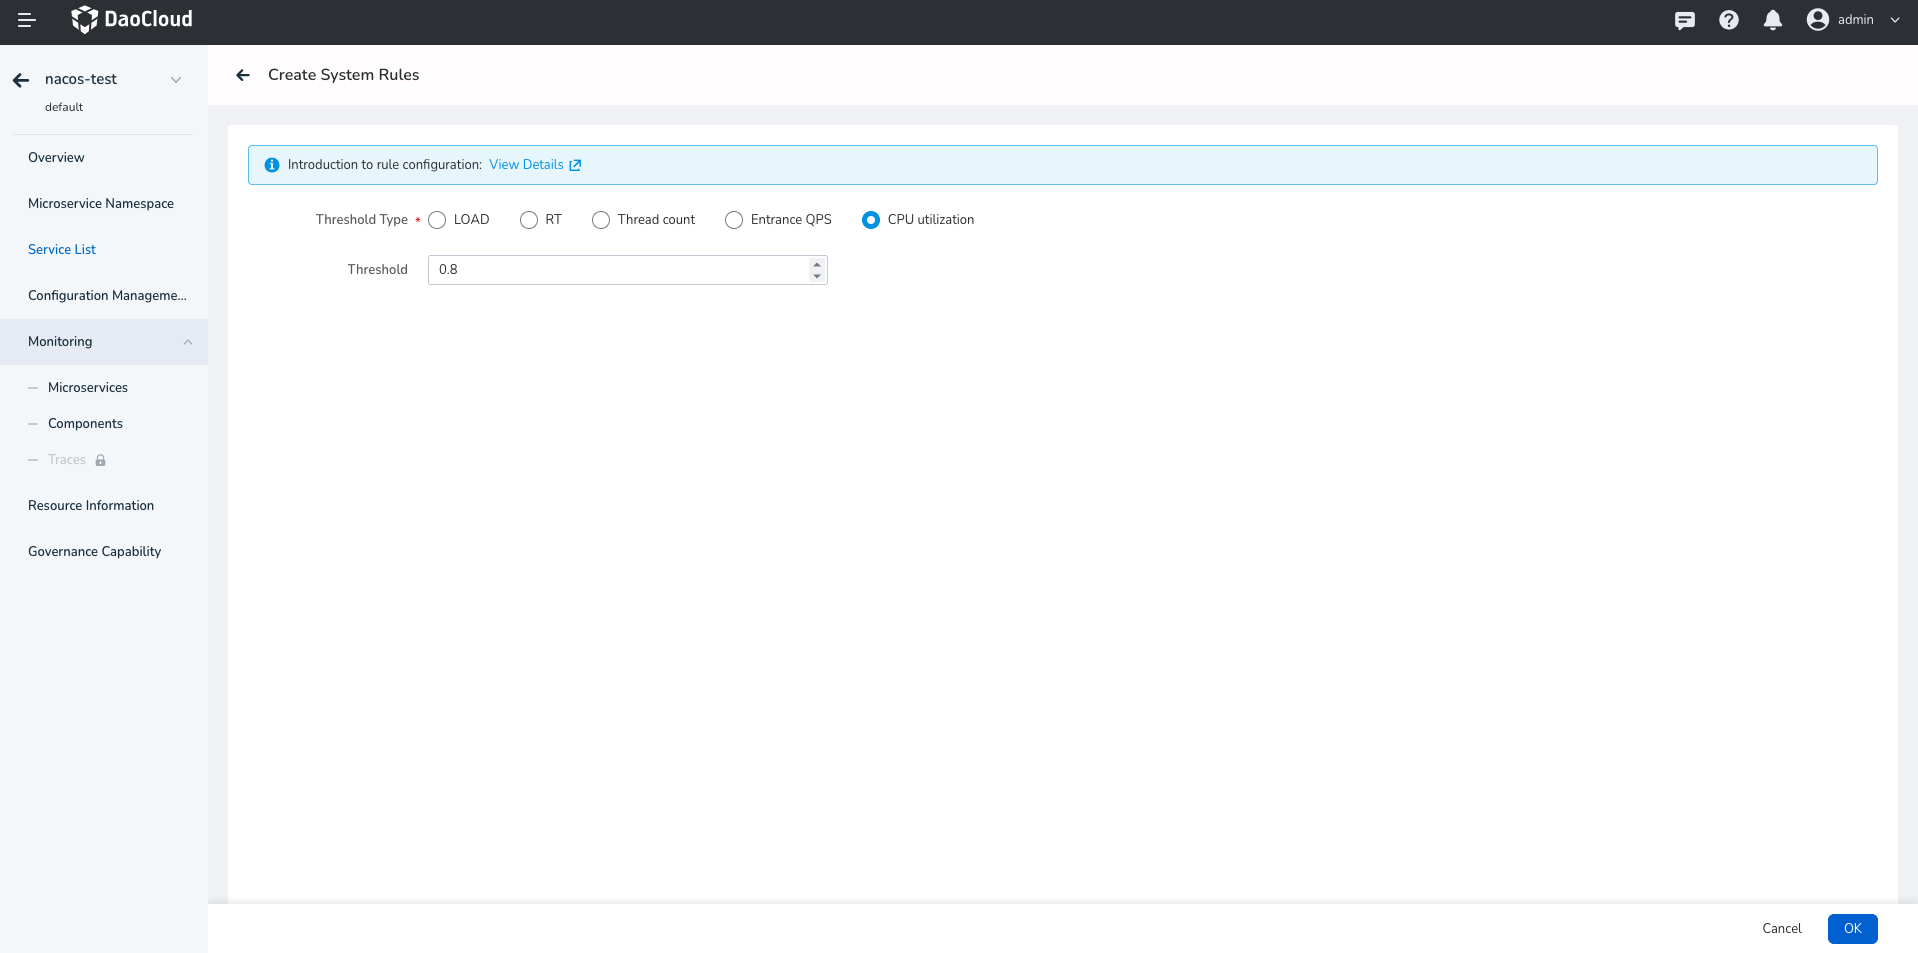 DaoCloud
admin
nacos-test
default
Overview
Microservice Namespace
Service List
Configuration Manageme...
Monitoring
Microservices
Components
Traces
Resource Information
Governance Capability
Create System Rules
Introduction to rule configuration: View Details
Threshold Type * LOAD RT Thread count Entrance QPS CPU utilization
Threshold 0.8
Cancel OK